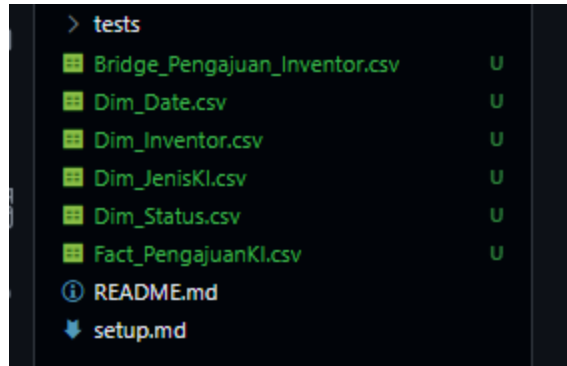 tests
Bridge_Pengajuan_Inventor.csv U
Dim_Date.csv U
Dim_Inventor.csv U
Dim_JenisKI.csv U
Dim_Status.csv U
Fact_PengajuanKI.csv U
README.md
setup.md